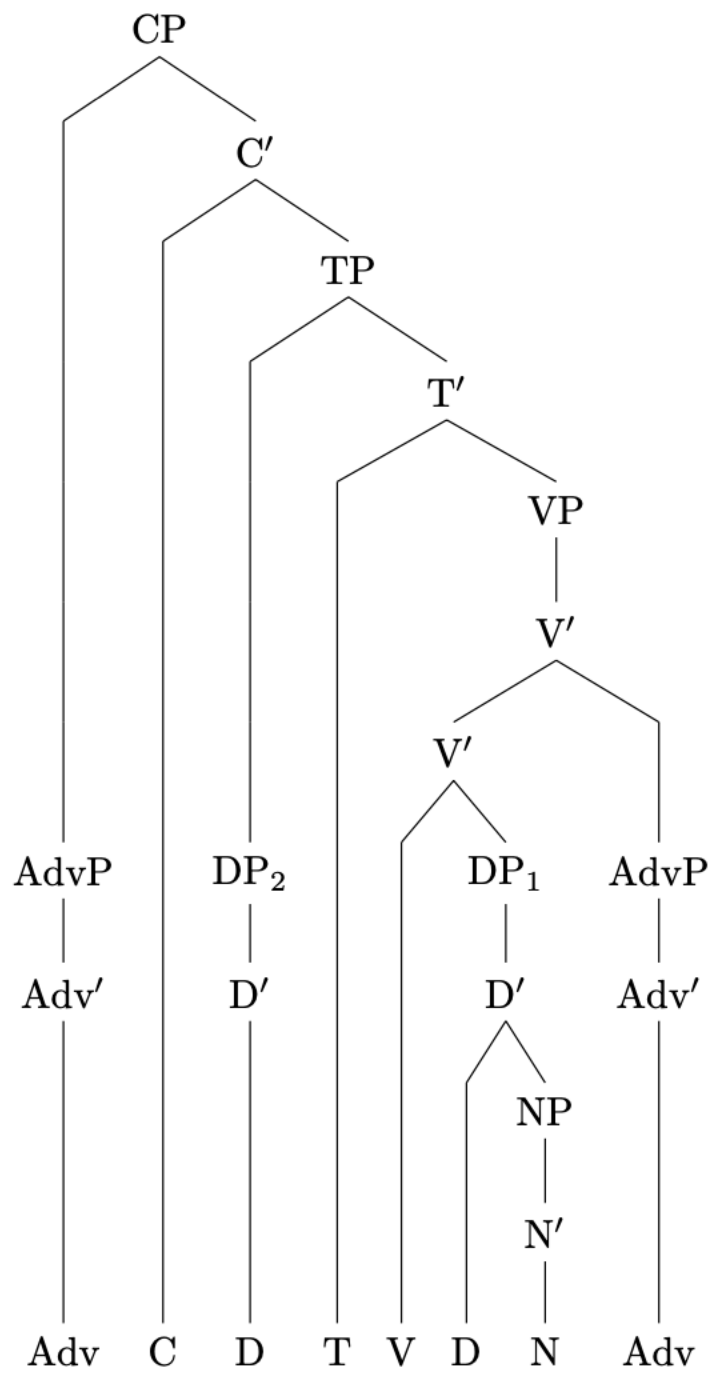 CP
C′
TP
T′
VP
V′
V′
AdvP DP₂ DP₁ AdvP
Adv′ D′ D′ Adv′
NP
N′
Adv C D T V D N Adv